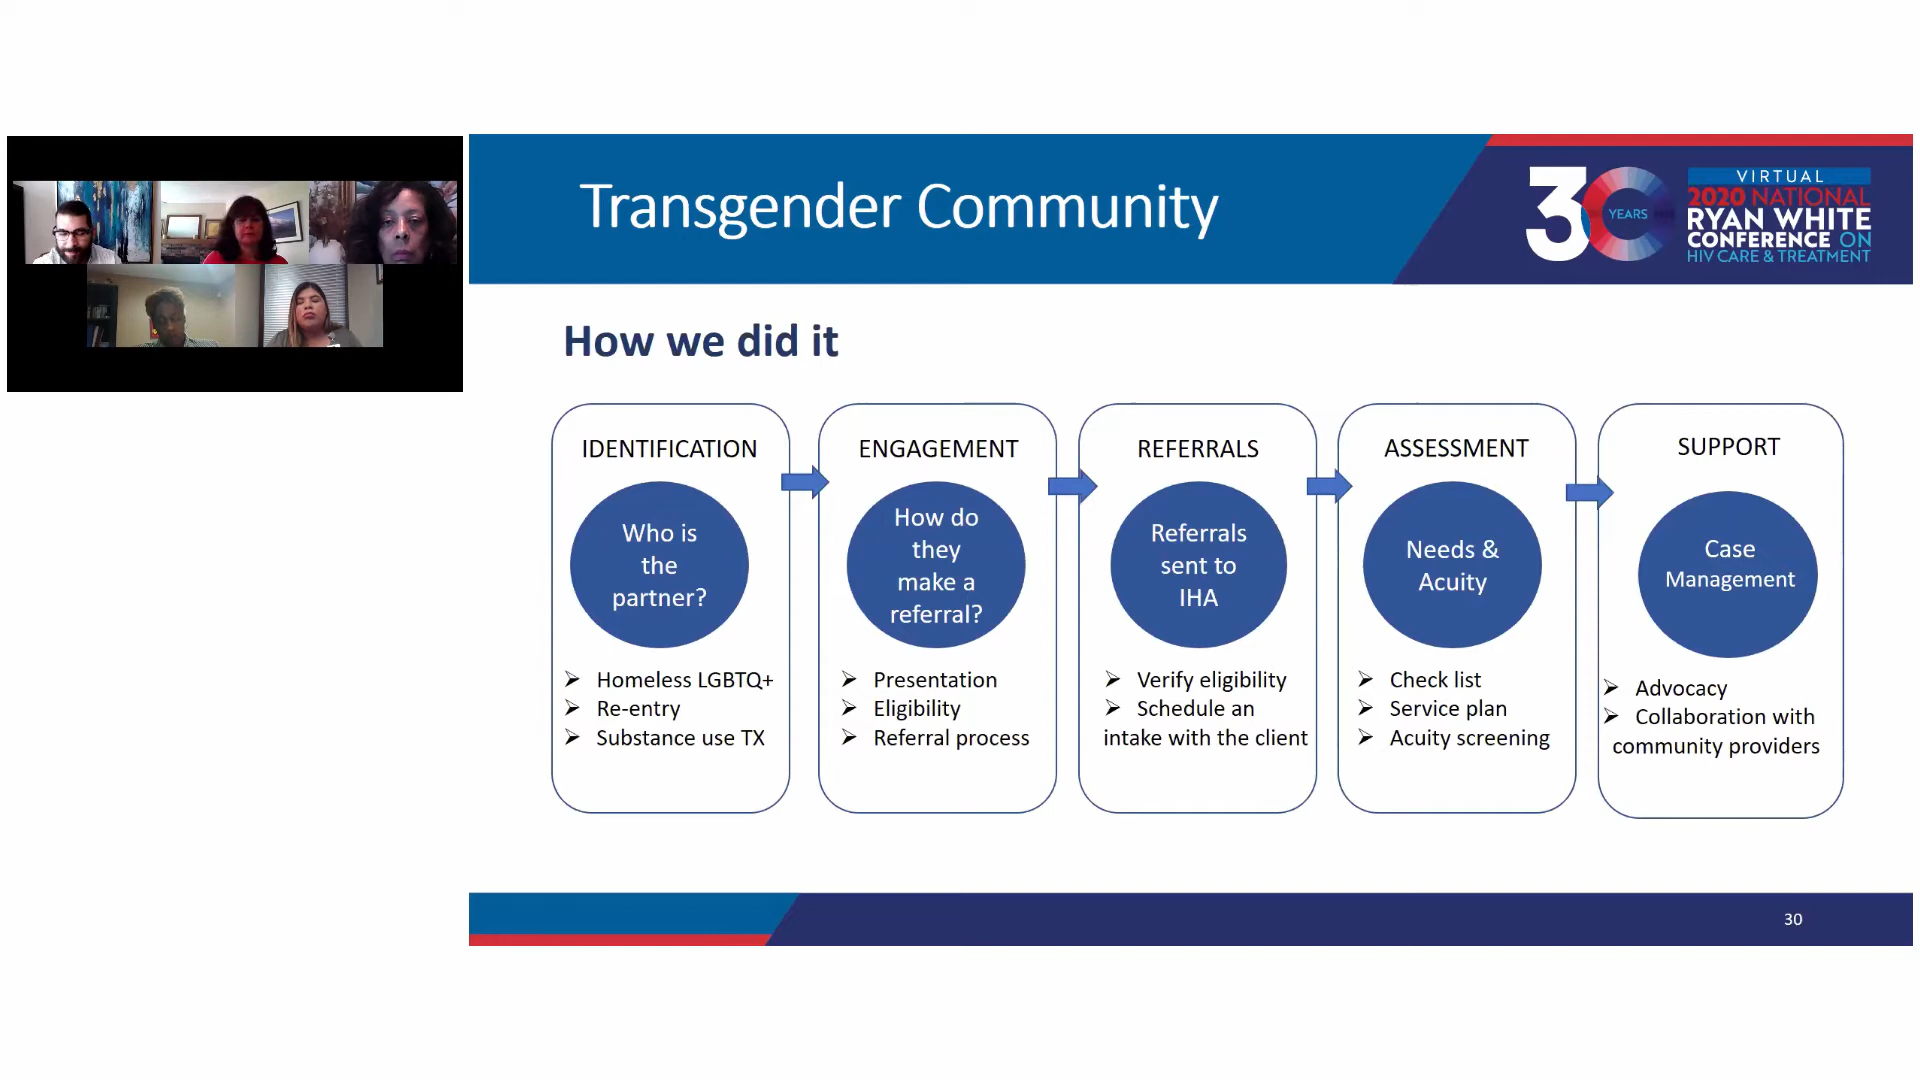 Transgender Community
30
YEARS
VIRTUAL
2020 NATIONAL
RYAN WHITE
CONFERENCE ON
HIV CARE & TREATMENT
How we did it
IDENTIFICATION
Who is
the
partner?
➢ Homeless LGBTQ+
➢ Re-entry
➢ Substance use TX
ENGAGEMENT
How do
they
make a
referral?
➢ Presentation
➢ Eligibility
➢ Referral process
REFERRALS
Referrals
sent to
IHA
➢ Verify eligibility
➢ Schedule an
intake with the client
ASSESSMENT
Needs &
Acuity
➢ Check list
➢ Service plan
➢ Acuity screening
SUPPORT
Case
Management
➢ Advocacy
➢ Collaboration with
community providers
30